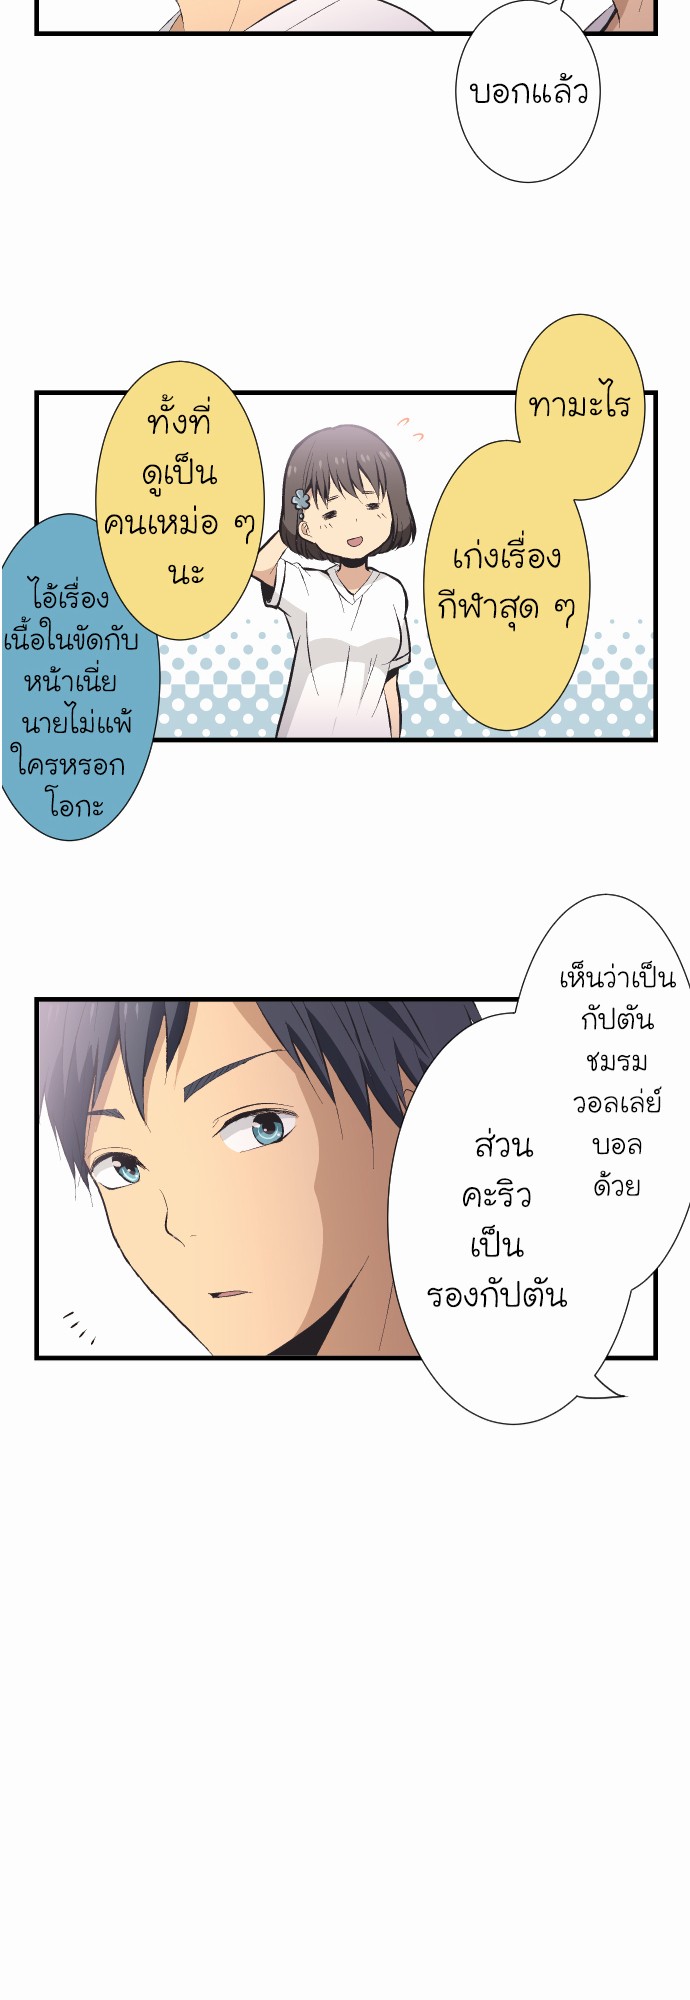 บอกแล้ว
ทามะไร
เก่งเรื่อง
กีฬาสุด ๆ
ทั้งที่
ดูเป็น
คนเหม่อ ๆ
นะ
ไอ้เรื่อง
เนื้อในขัดกับ
หน้าเนี่ย
นายไม่แพ้
ใครหรอก
โอกะ
เห็นว่าเป็น
กัปตัน
ชมรม
วอลเล่ย์
บอล
ด้วย
ส่วน
คะริว
เป็น
รองกัปตัน